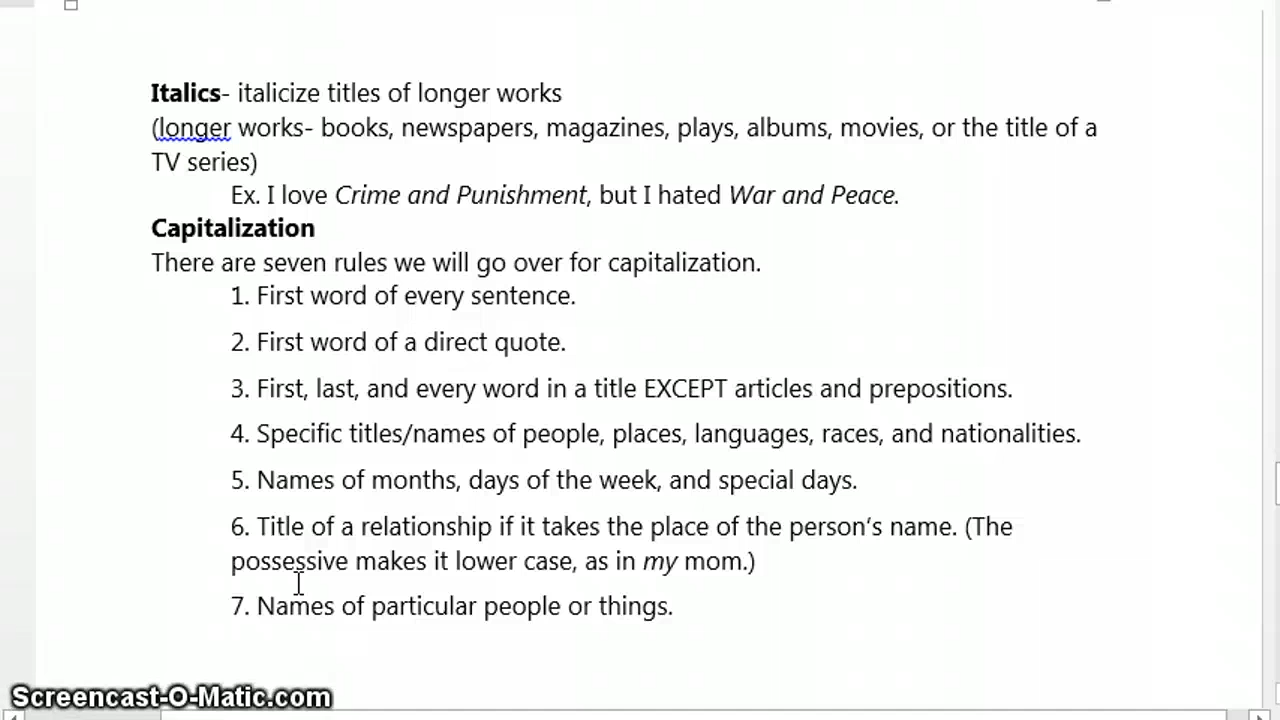 Italics- italicize titles of longer works
(longer works- books, newspapers, magazines, plays, albums, movies, or the title of a
TV series)
Ex. I love Crime and Punishment, but I hated War and Peace.
Capitalization
There are seven rules we will go over for capitalization.
1. First word of every sentence.
2. First word of a direct quote.
3. First, last, and every word in a title EXCEPT articles and prepositions.
4. Specific titles/names of people, places, languages, races, and nationalities.
5. Names of months, days of the week, and special days.
6. Title of a relationship if it takes the place of the person’s name. (The
possessive makes it lower case, as in my mom.)
7. Names of particular people or things.
Screencast-O-Matic.com